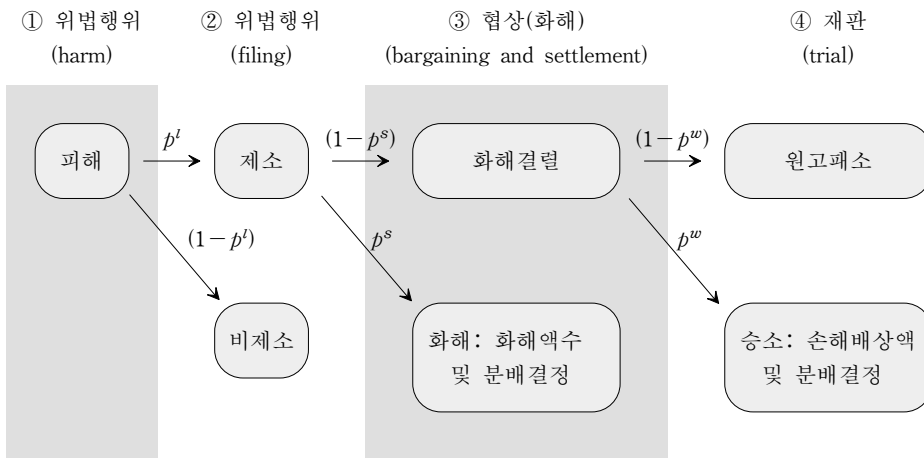 ① 위법행위
(harm)
② 위법행위
(filing)
③ 협상(화해)
(bargaining and settlement)
④ 재판
(trial)
피해
p^l
제소
(1-p^s)
화해결렬
(1-p^w)
원고패소
(1-p^l)
p^s
p^w
비제소
화해: 화해액수
및 분배결정
승소: 손해배상액
및 분배결정